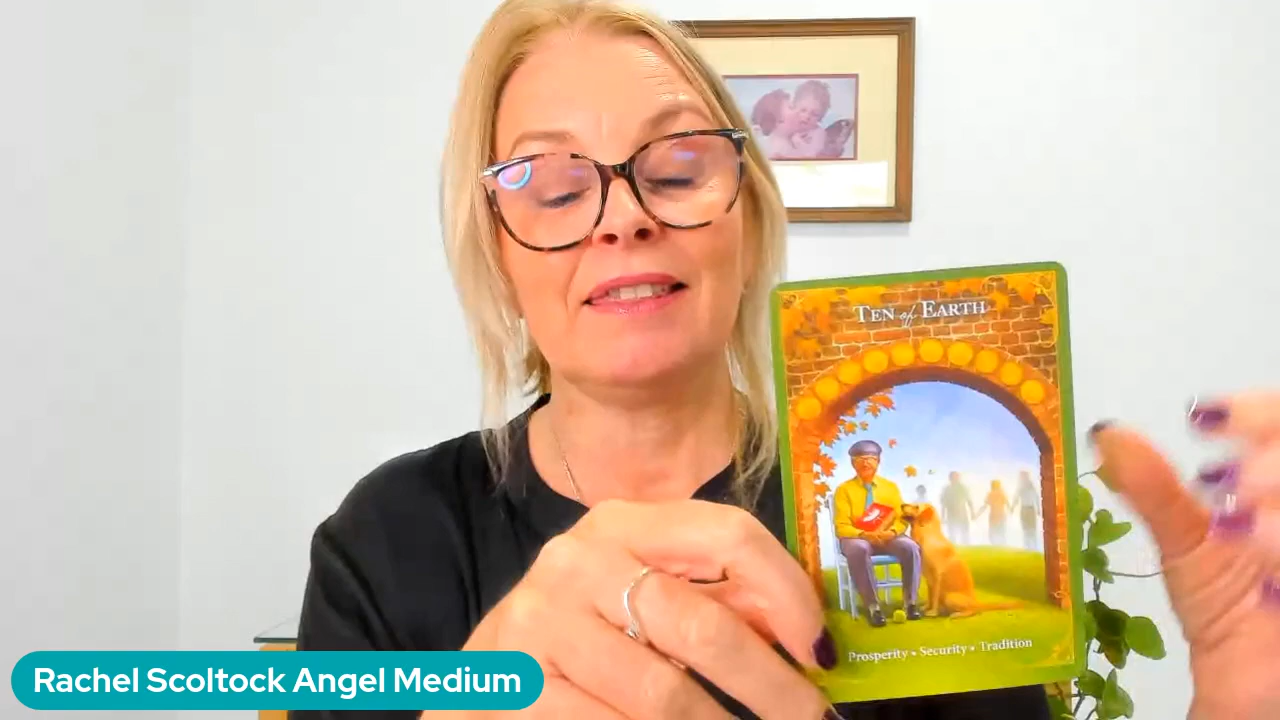 TEN of EARTH
Prosperity • Security • Tradition
Rachel Scoltock Angel Medium